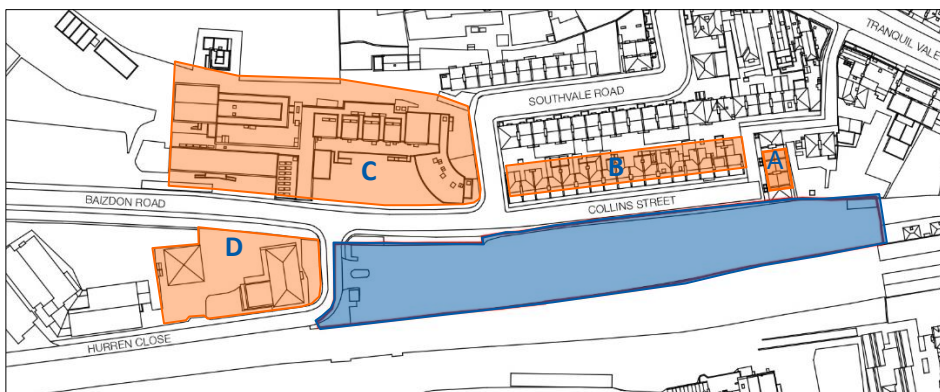 TRANQUIL VALE
SOUTHVALE ROAD
A
B
C
COLLINS STREET
BAIZDON ROAD
D
HURREN CLOSE